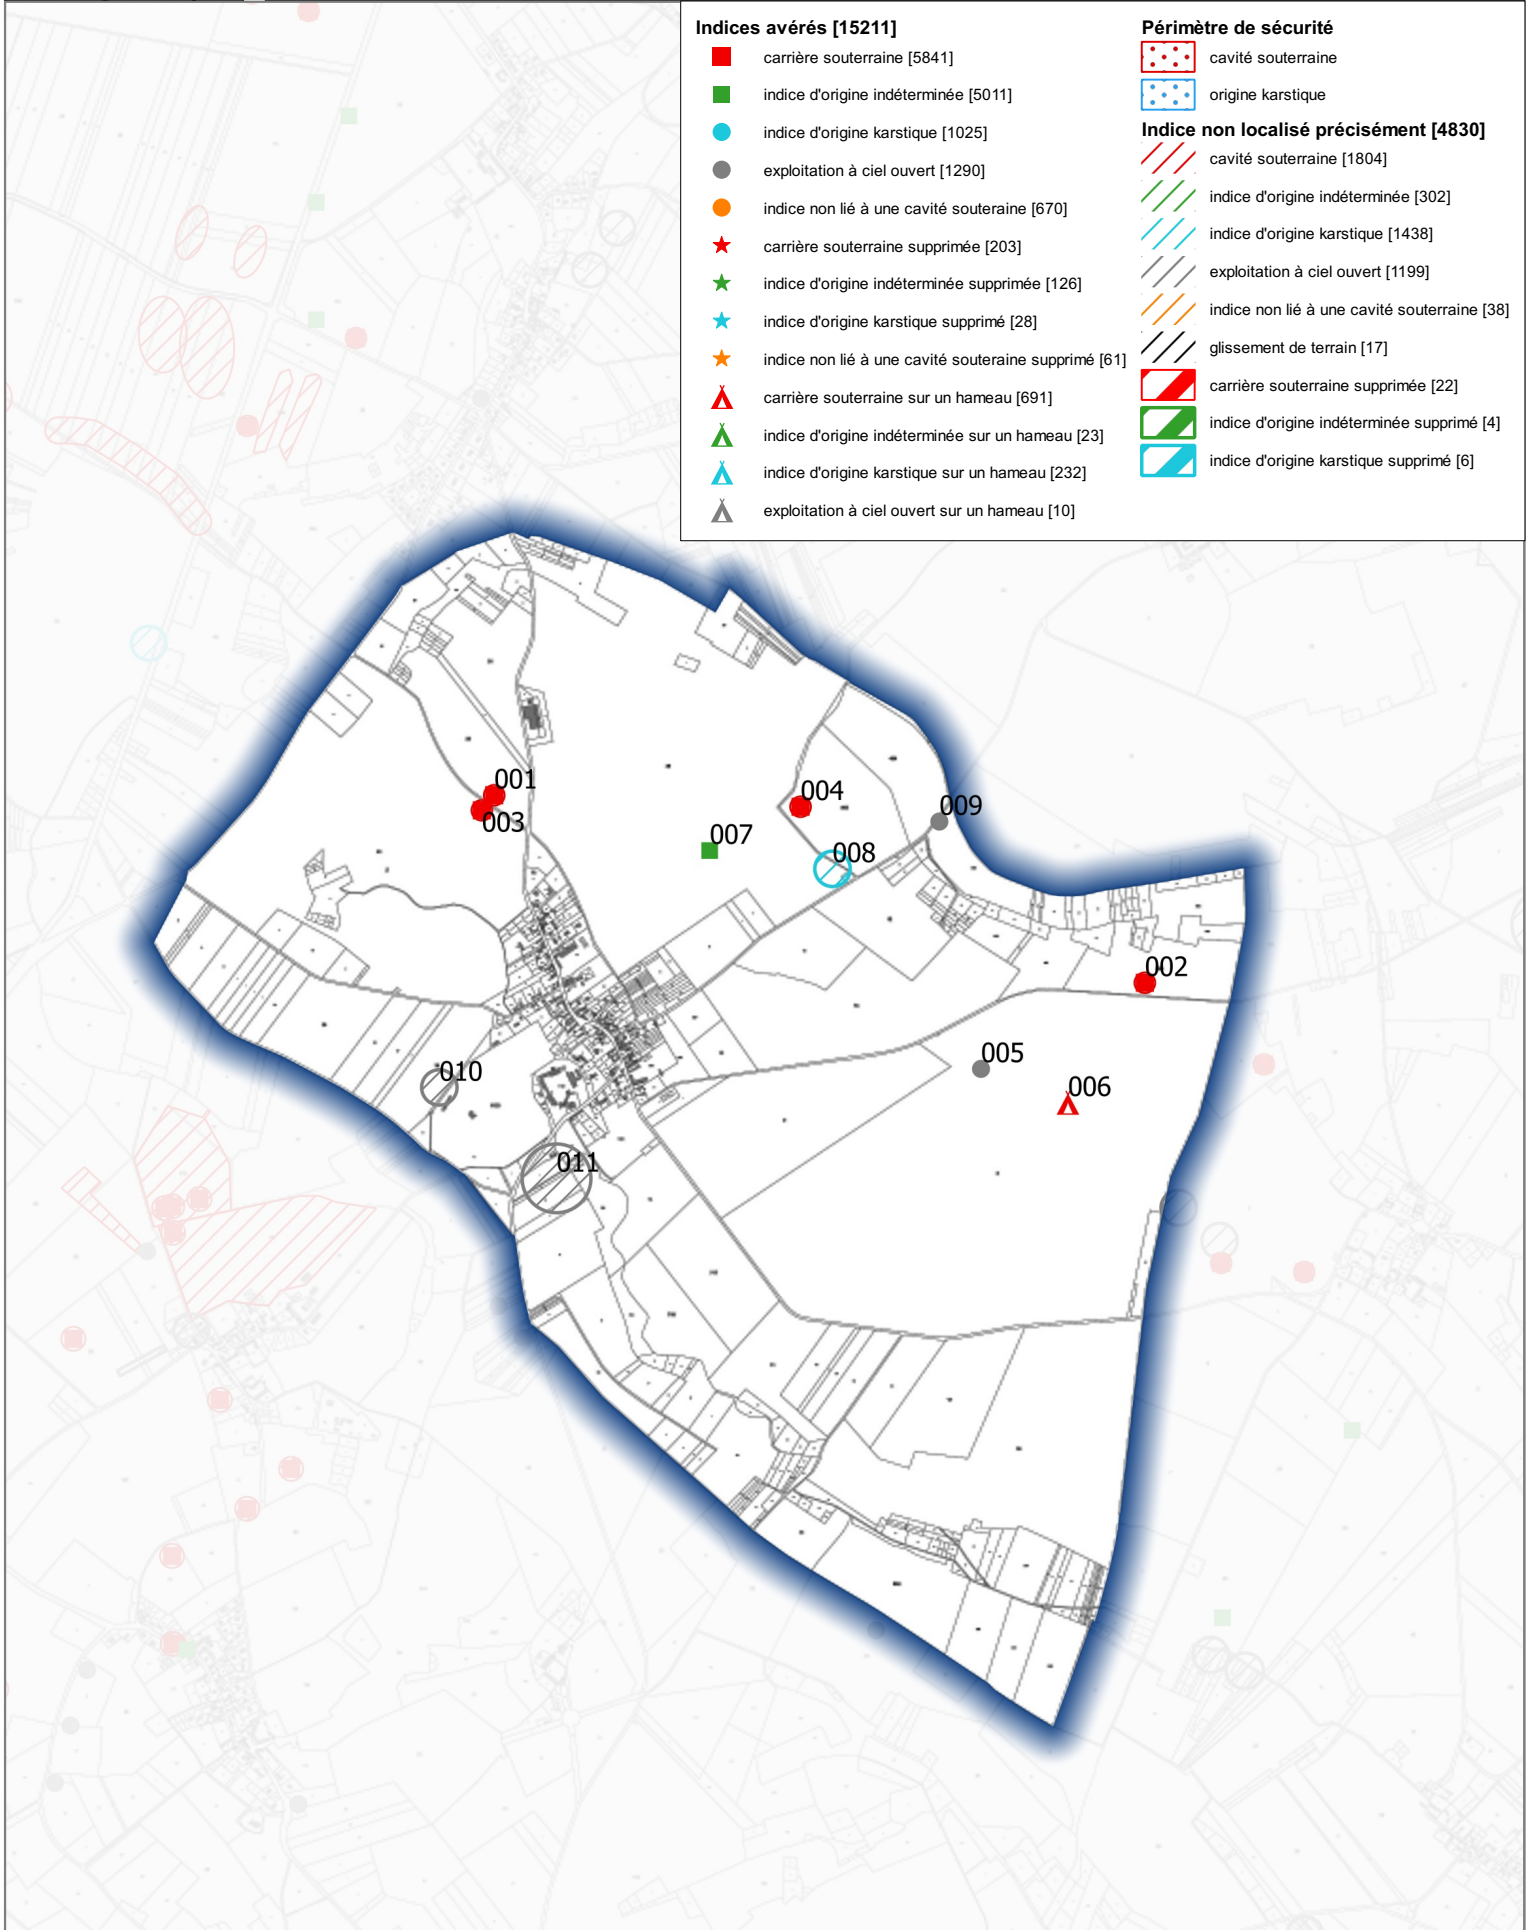 Indices avérés [15211]
carrière souterraine [5841]
indice d'origine indéterminée [5011]
indice d'origine karstique [1025]
exploitation à ciel ouvert [1290]
indice non lié à une cavité souteraine [670]
carrière souterraine supprimée [203]
indice d'origine indéterminée supprimée [126]
indice d'origine karstique supprimé [28]
indice non lié à une cavité souteraine supprimé [61]
carrière souterraine sur un hameau [691]
indice d'origine indéterminée sur un hameau [23]
indice d'origine karstique sur un hameau [232]
exploitation à ciel ouvert sur un hameau [10]
Périmètre de sécurité
cavité souterraine
origine karstique
Indice non localisé précisément [4830]
cavité souterraine [1804]
indice d'origine indéterminée [302]
indice d'origine karstique [1438]
exploitation à ciel ouvert [1199]
indice non lié à une cavité souterraine [38]
glissement de terrain [17]
carrière souterraine supprimée [22]
indice d'origine indéterminée supprimé [4]
indice d'origine karstique supprimé [6]
001
003
004
009
007
008
002
005
006
010
011